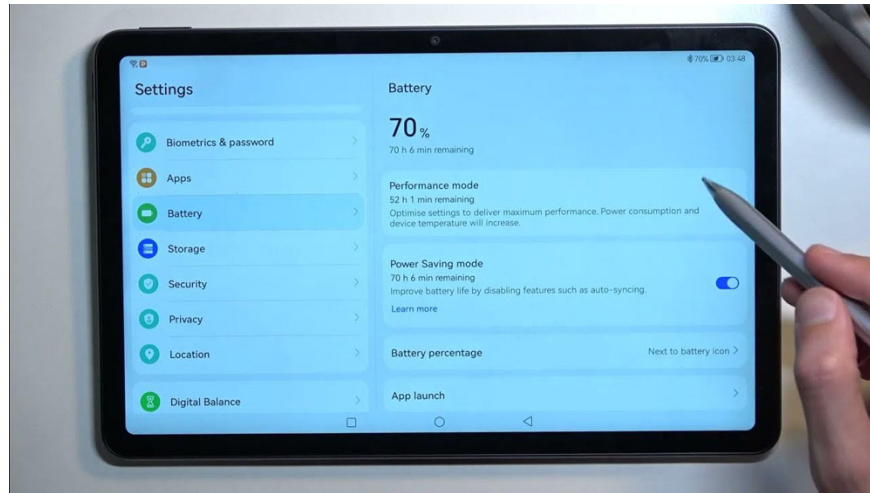 70% 03:48
Settings
Biometrics & password
Apps
Battery
Storage
Security
Privacy
Location
Digital Balance
Battery
70 %
70 h 6 min remaining
Performance mode
52 h 1 min remaining
Optimise settings to deliver maximum performance. Power consumption and
device temperature will increase.
Power Saving mode
70 h 6 min remaining
Improve battery life by disabling features such as auto-syncing.
Learn more
Battery percentage
Next to battery icon
App launch